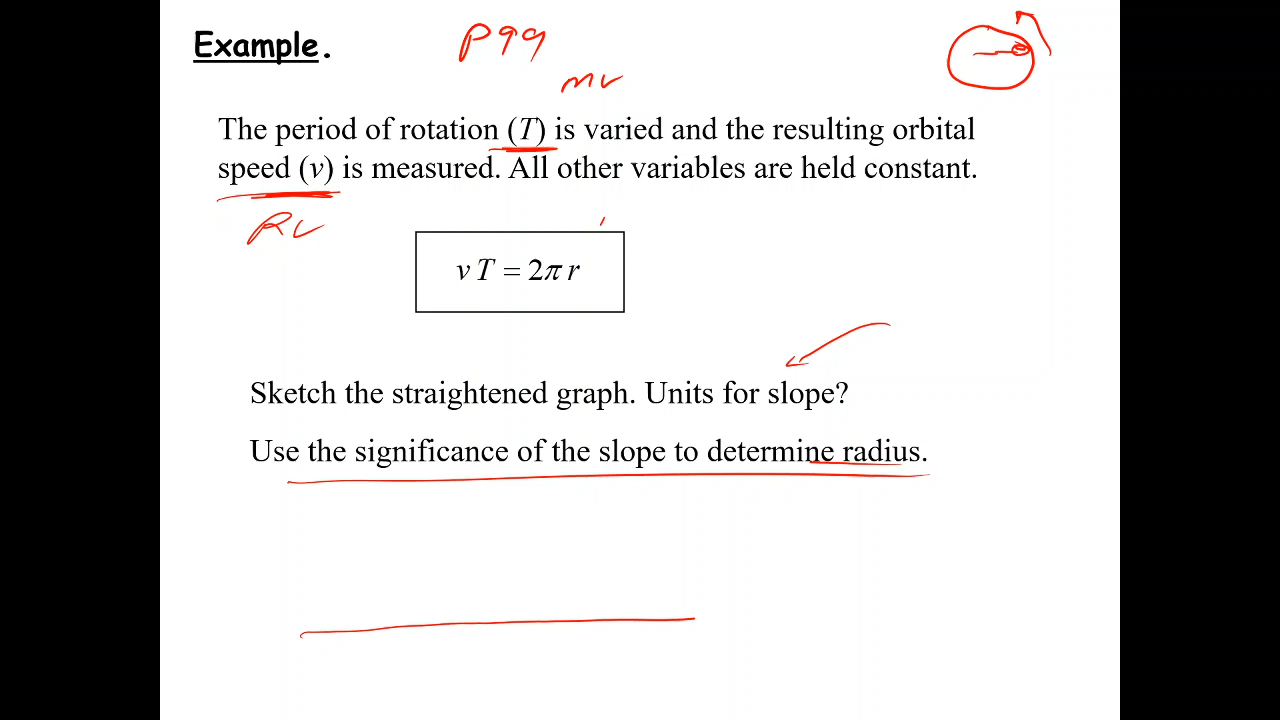 Example.
P99
mv
The period of rotation (T) is varied and the resulting orbital
speed (v) is measured. All other variables are held constant.
RV
v T = 2π r
Sketch the straightened graph. Units for slope?
Use the significance of the slope to determine radius.